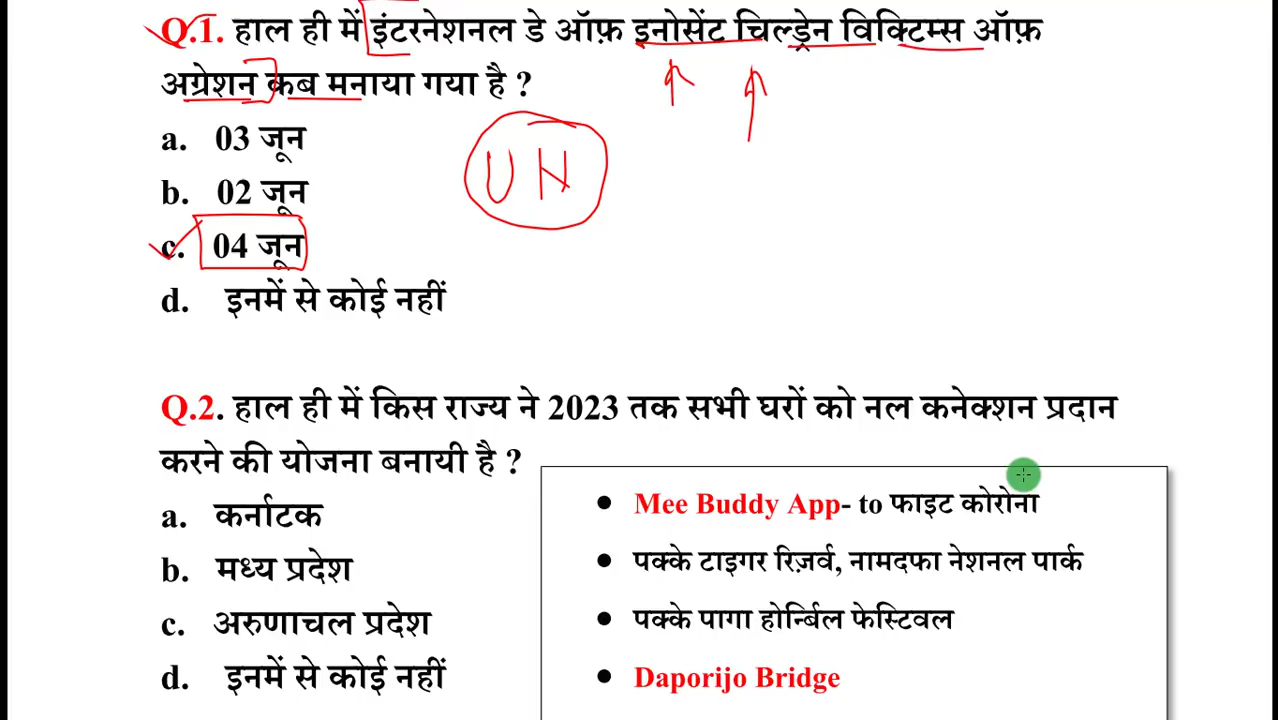 Q.1. हाल ही में इंटरनेशनल डे ऑफ़ इनोसेंट चिल्ड्रेन विक्टिम्स ऑफ़
अग्रेशन कब मनाया गया है ?
a. 03 जून
b. 02 जून
UN
c. 04 जून
d. इनमें से कोई नहीं
Q.2. हाल ही में किस राज्य ने 2023 तक सभी घरों को नल कनेक्शन प्रदान
करने की योजना बनायी है ?
a. कर्नाटक
b. मध्य प्रदेश
c. अरुणाचल प्रदेश
d. इनमें से कोई नहीं
Mee Buddy App- to फाइट कोरोना
पक्के टाइगर रिज़र्व, नामदफा नेशनल पार्क
पक्के पागा होर्न्बिल फेस्टिवल
Daporijo Bridge